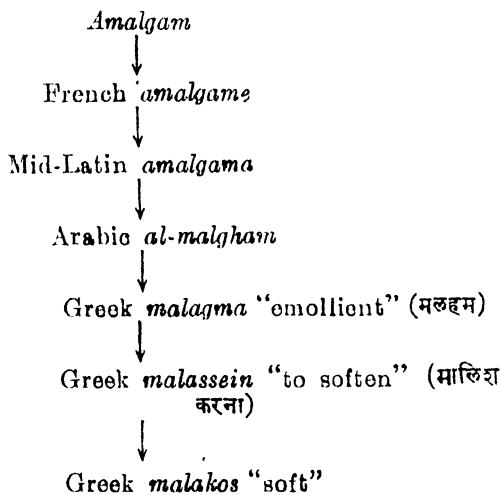 Amalgam
French amalgame
Mid-Latin amalgama
Arabic al-malgham
Greek malagma “emollient” (मलहम)
Greek malassein “to soften” (मालिश
करना)
Greek malakos “soft”